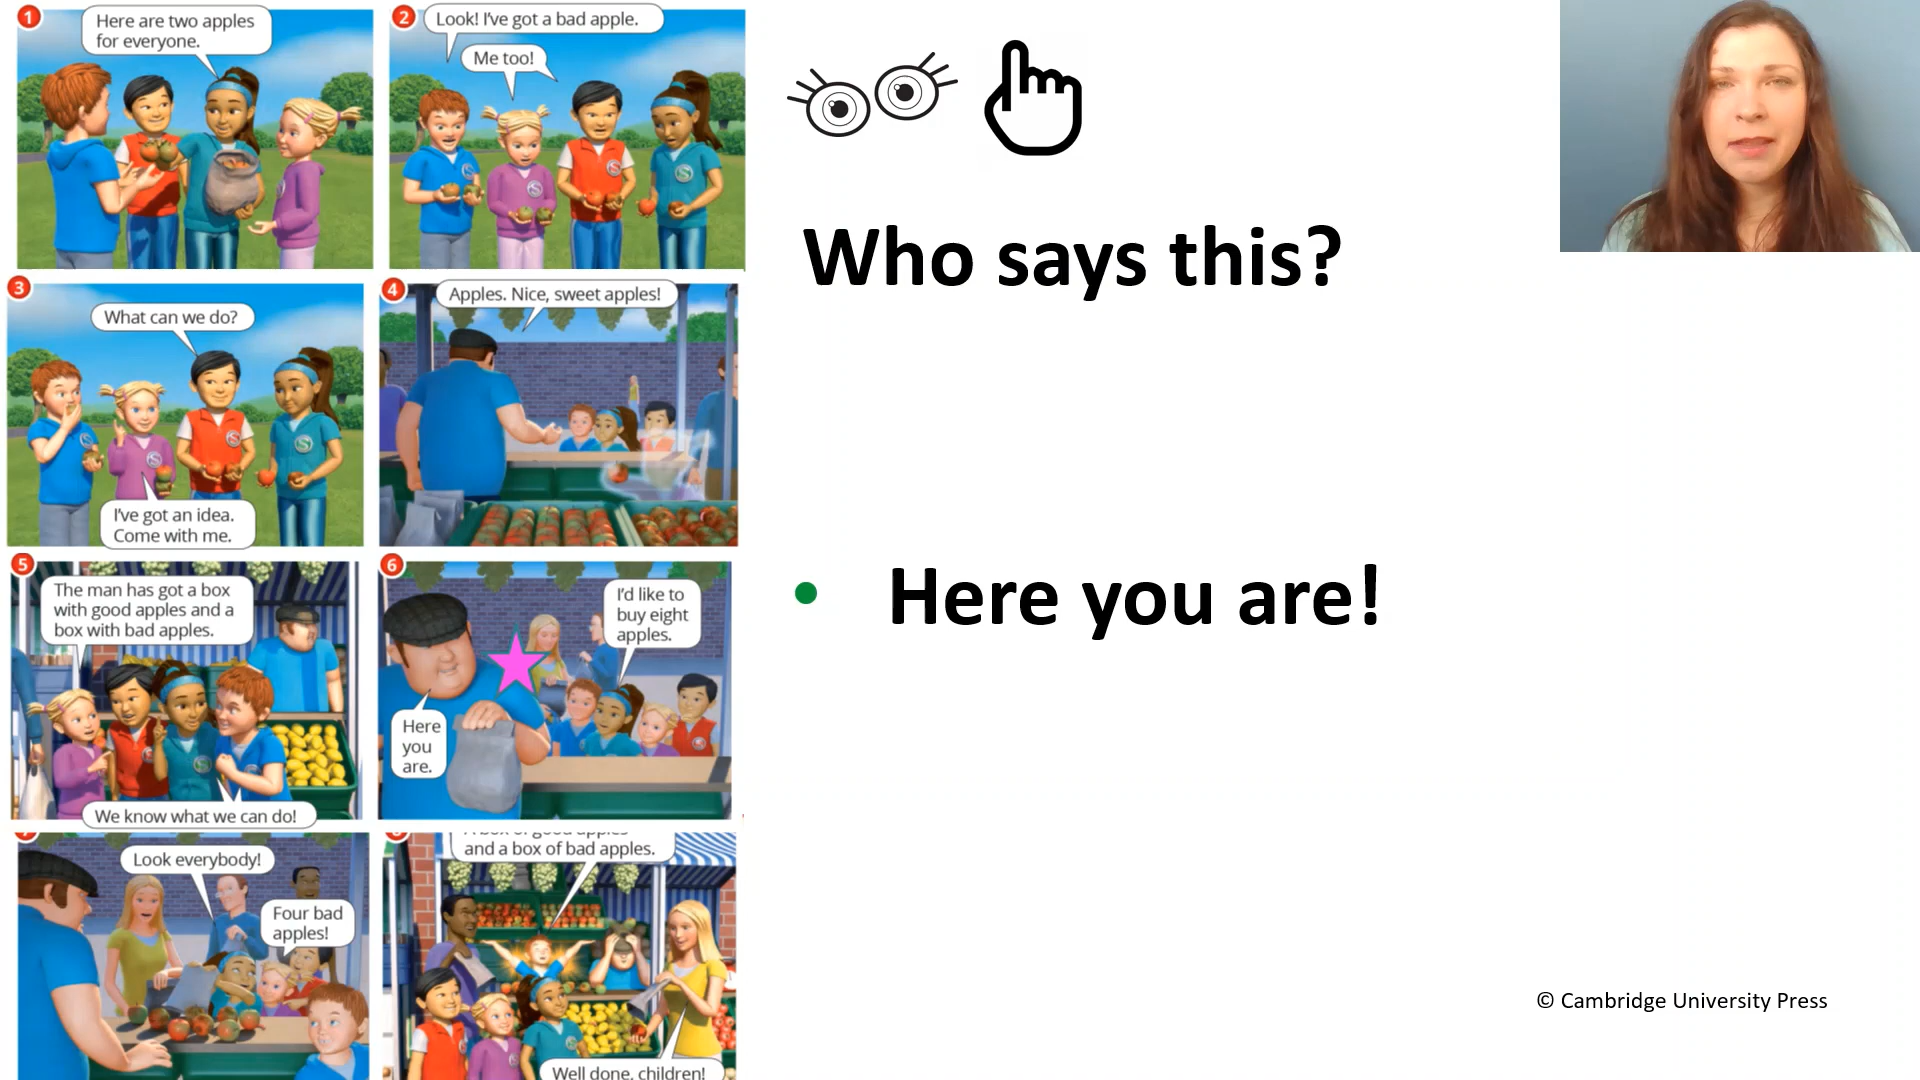 1
Here are two apples
for everyone.
2
Look! I've got a bad apple.
Me too!
3
What can we do?
I've got an idea.
Come with me.
4
Apples. Nice, sweet apples!
5
The man has got a box
with good apples and a
box with bad apples.
We know what we can do!
6
I'd like to
buy eight
apples.
Here
you
are.
Look everybody!
Four bad
apples!
A box of good apples
and a box of bad apples.
Well done, children!
Who says this?
• Here you are!
© Cambridge University Press